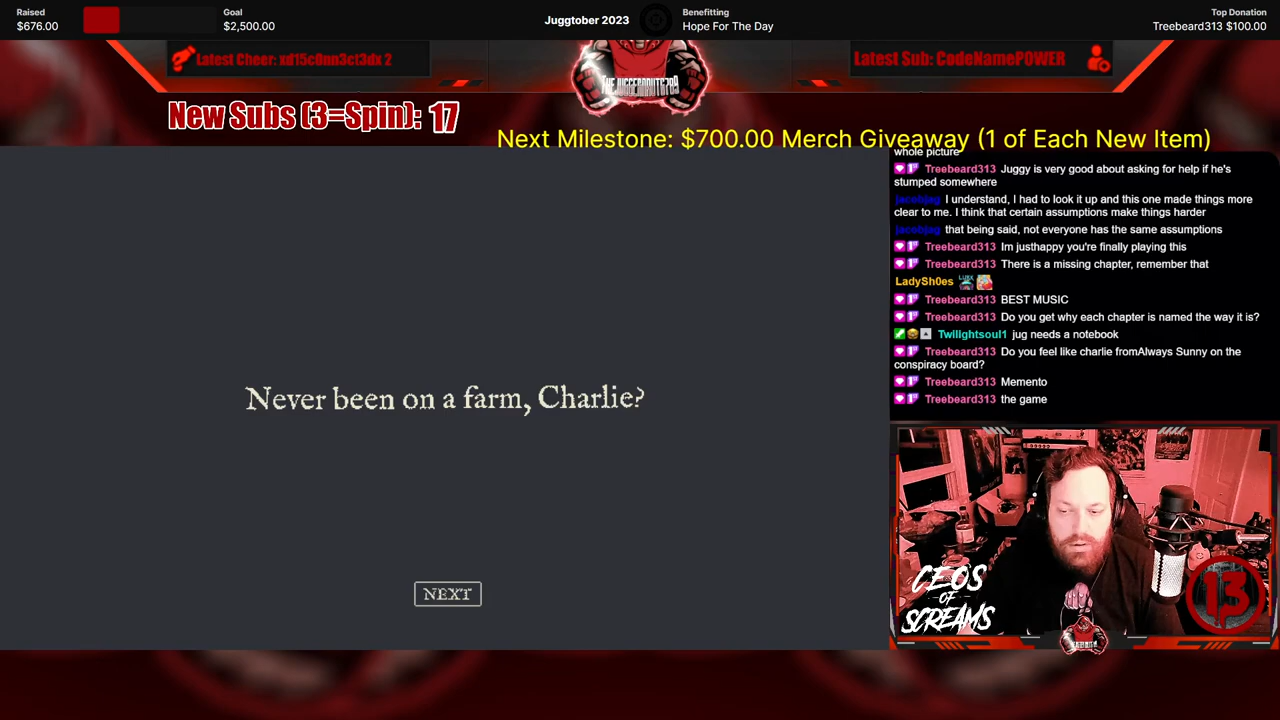 Raised
$676.00
Goal
$2,500.00
Juggtober 2023
Benefitting
Hope For The Day
Top Donation
Treebeard313 $100.00
Latest Cheer: xd15c0nn3ct3dx 2
THEJUGGERNAUT6789
Latest Sub: CodeNamePOWER
New Subs (3=Spin): 17
Next Milestone: $700.00 Merch Giveaway (1 of Each New Item)
whole picture
Treebeard313 Juggy is very good about asking for help if he's
stumped somewhere
jacobjag I understand, I had to look it up and this one made things more
clear to me. I think that certain assumptions make things harder
jacobjag that being said, not everyone has the same assumptions
Treebeard313 Im justhappy you're finally playing this
Treebeard313 There is a missing chapter, remember that
LadySh0es
Treebeard313 BEST MUSIC
Treebeard313 Do you get why each chapter is named the way it is?
Twilightsoul1 jug needs a notebook
Treebeard313 Do you feel like charlie fromAlways Sunny on the
conspiracy board?
Treebeard313 Memento
Treebeard313 the game
Never been on a farm, Charlie?
NEXT
CEOS
OF
SCREAMS
13